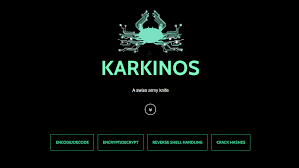 KARKINOS
A swiss army knife
ENCODE/DECODE
ENCRYPT/DECRYPT
REVERSE SHELL HANDLING
CRACK HASHES